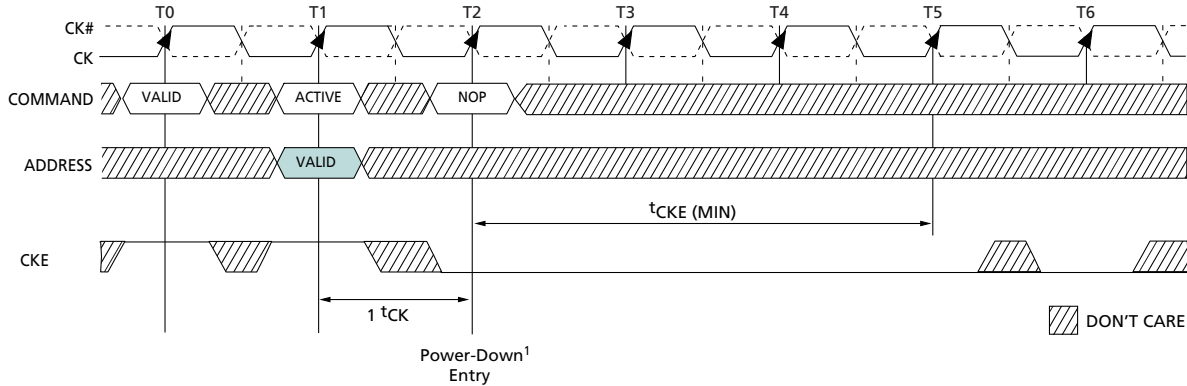 T0 T1 T2 T3 T4 T5 T6
CK#
CK
COMMAND VALID ACTIVE NOP
ADDRESS VALID
tCKE (MIN)
CKE
1 tCK
DON'T CARE
Power-Down1
Entry